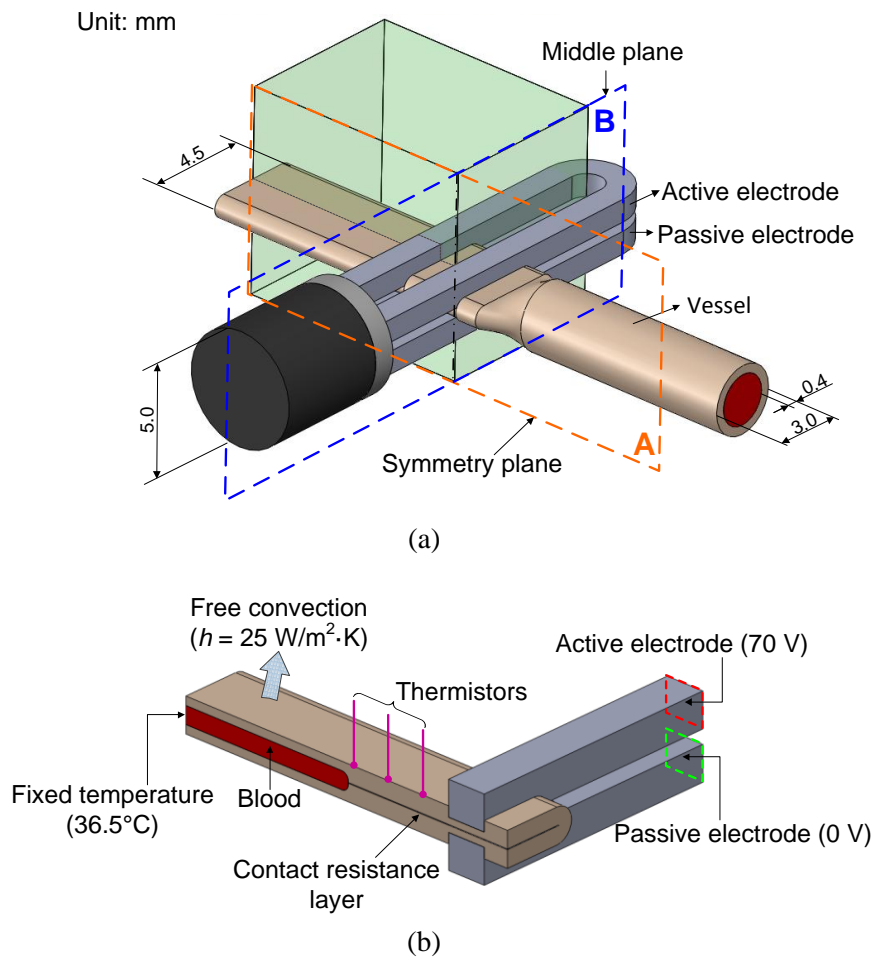 Unit: mm
Middle plane
B
4.5
Active electrode
Passive electrode
Vessel
0.4
3.0
5.0
A
Symmetry plane
(a)
Free convection
(h = 25 W/m²·K)
Active electrode (70 V)
Thermistors
Fixed temperature
(36.5°C)
Blood
Passive electrode (0 V)
Contact resistance
layer
(b)